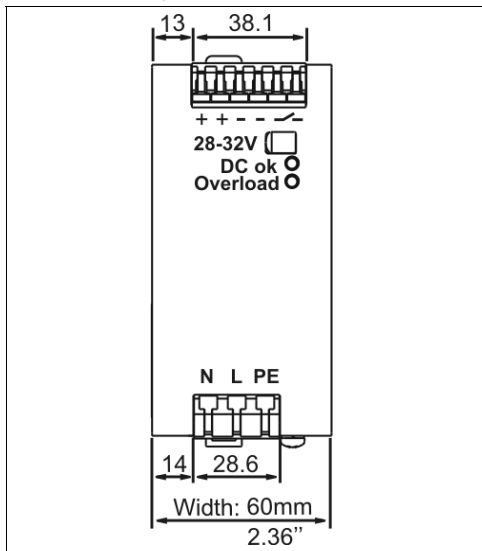 13 38.1
+ + - -
28-32V
DC ok
Overload
N L PE
14 28.6
Width: 60mm
2.36’’